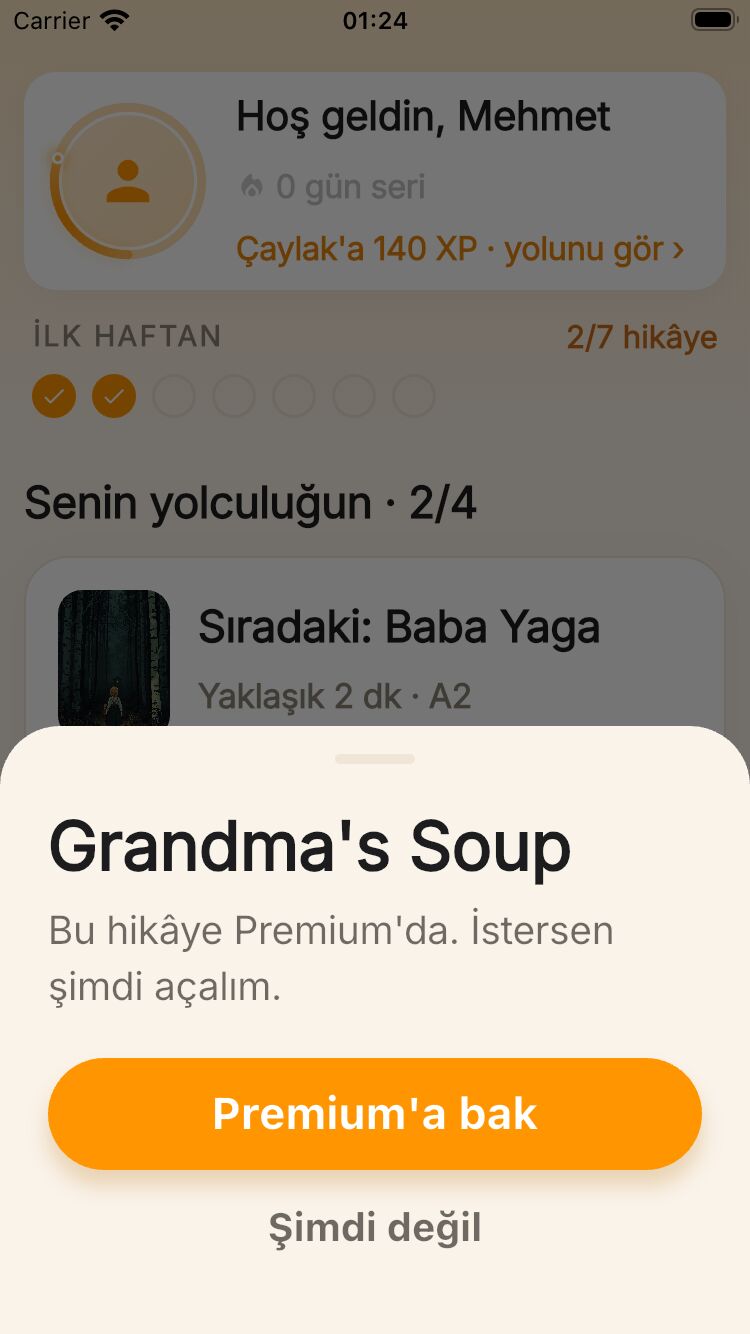 Carrier
01:24
Hoş geldin, Mehmet
0 gün seri
Çaylak'a 140 XP · yolunu gör ›
İLK HAFTAN
2/7 hikâye
Senin yolculuğun · 2/4
Sıradaki: Baba Yaga
Yaklaşık 2 dk · A2
Grandma's Soup
Bu hikâye Premium'da. İstersen
şimdi açalım.
Premium'a bak
Şimdi değil